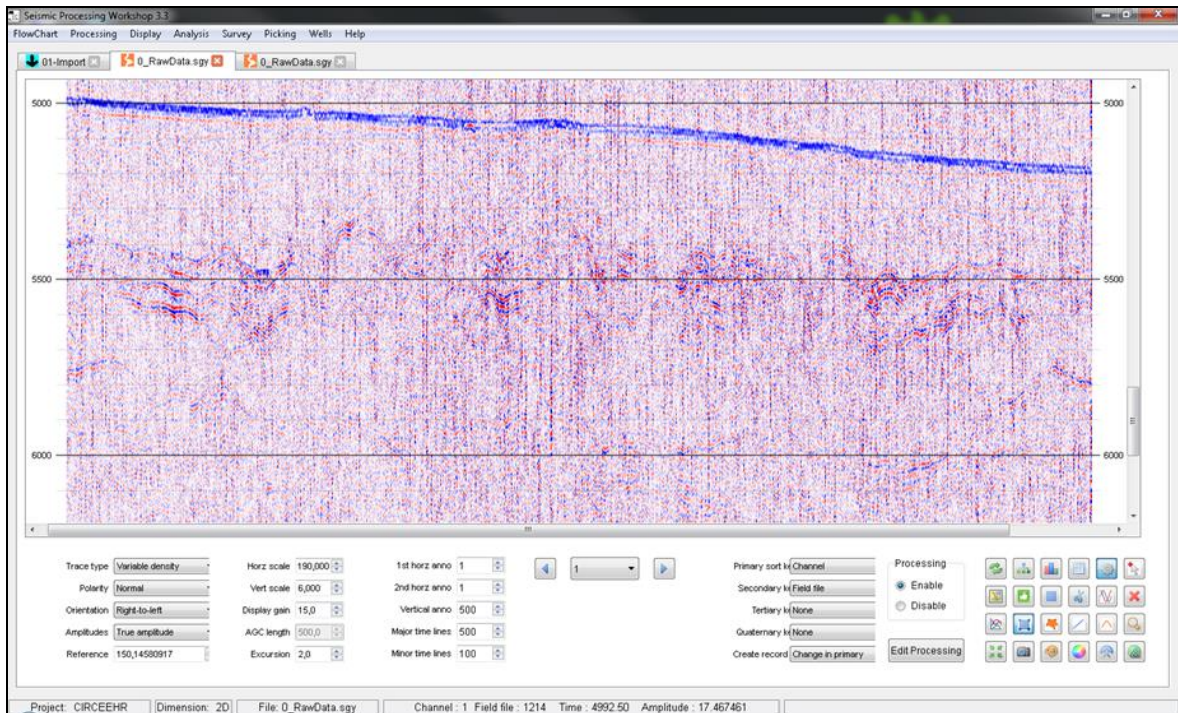 Seismic Processing Workshop 3.3
FlowChart Processing Display Analysis Survey Picking Wells Help
01-Import 0_RawData.sgy 0_RawData.sgy
5000 5000
5500 5500
6000 6000
Trace type Variable density Horz scale 190,000 1st horz anno 1 1 Primary sort ke Channel Processing
Polarity Normal Vert scale 6,000 2nd horz anno 1 Secondary ke Field file Enable
Orientation Right-to-left Display gain 15,0 Vertical anno 500 Tertiary ke None Disable
Amplitudes True amplitude AGC length 500,0 Major time lines 500 Quaternary ke None
Reference 150,14580917 Excursion 2,0 Minor time lines 100 Create record Change in primary Edit Processing
Project: CIRCEEHR Dimension: 2D File: 0_RawData.sgy Channel : 1 Field file : 1214 Time : 4992.50 Amplitude : 17.467461